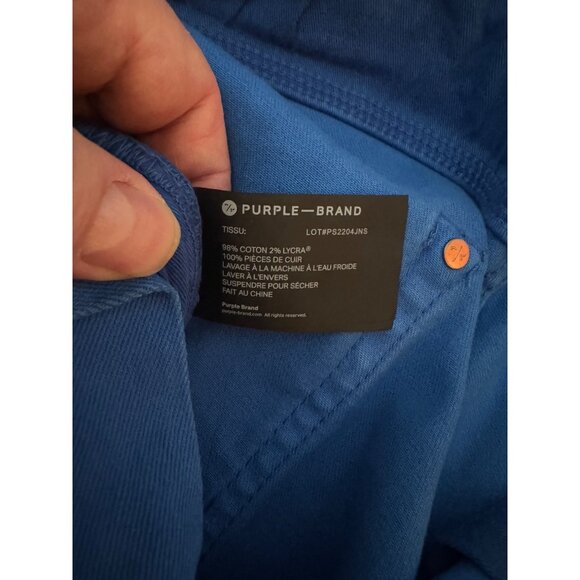 PURPLE—BRAND
TISSU: LOT#PS2204JNS
98% COTON 2% LYCRA®
100% PIÈCES DE CUIR
LAVAGE À LA MACHINE À L'EAU FROIDE
LAVER À L'ENVERS
SUSPENDRE POUR SÉCHER
FAIT AU CHINE
Purple Brand
purple-brand.com All rights reserved.